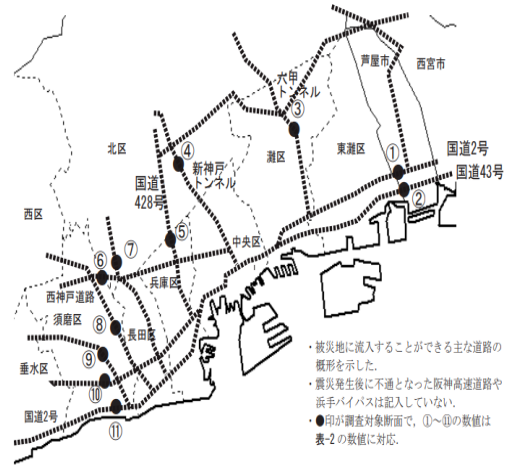 芦屋市
西宮市
六甲
トンネル
③
④
北区
新神戸
トンネル
灘区
東灘区
①
国道2号
国道43号
②
国道
428号
西区
⑤
中央区
⑦
⑥
西神戸道路
兵庫区
須磨区
⑧
長田区
⑨
垂水区
⑩
国道2号
⑪
・被災地に流入することができる主な道路の
概形を示した.
・震災発生後に不通となった阪神高速道路や
浜手バイパスは記入していない.
・●印が調査対象断面で,①~⑪の数値は
表-2の数値に対応.